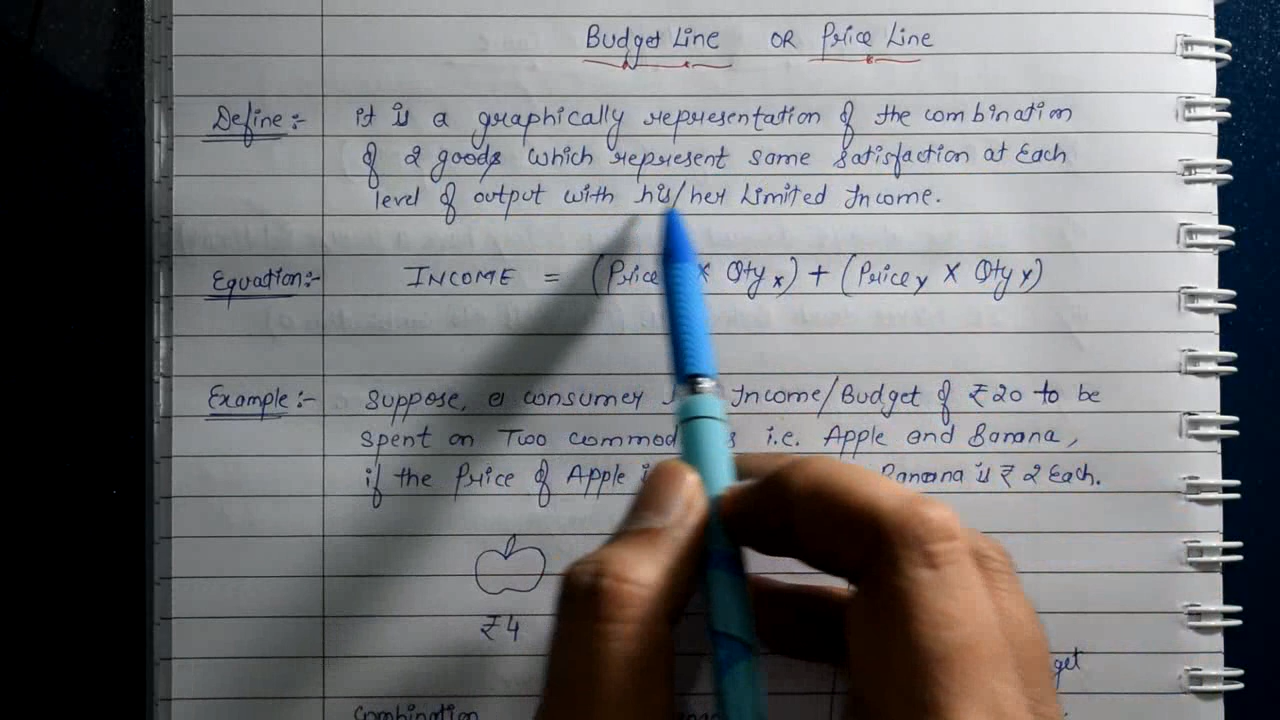 Budget Line OR Price Line
Define:- it is a graphically representation of the combination
of 2 goods which represent same satisfaction at Each
level of output with his/her Limited Income.
Equation:- INCOME = (Price X Qty x) + (Price y X Qty y)
Example:- Suppose, a consumer Income/Budget of ₹20 to be
spent on Two i.e. Apple and Banana,
if the Price of Apple Banana is ₹ 2 Each.
₹4
Combination